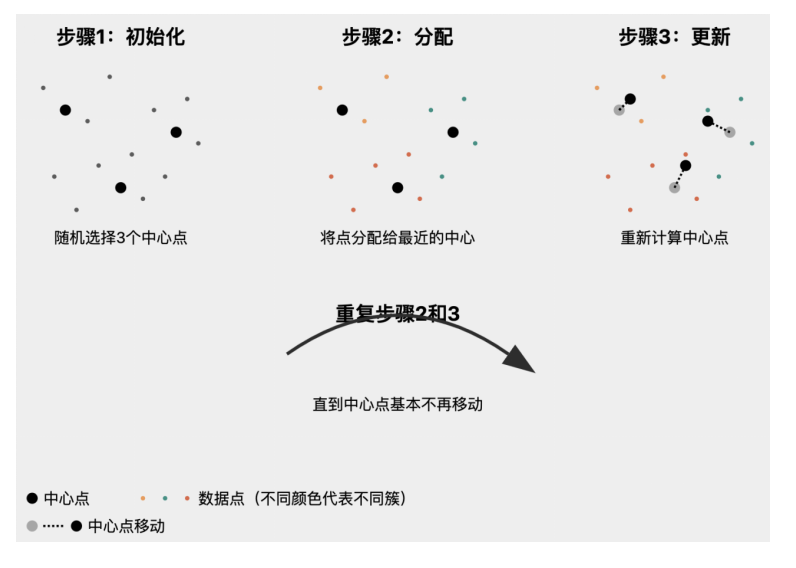 步骤1：初始化
步骤2：分配
步骤3：更新
随机选择3个中心点
将点分配给最近的中心
重新计算中心点
重复步骤2和3
直到中心点基本不再移动
中心点
数据点（不同颜色代表不同簇）
中心点移动